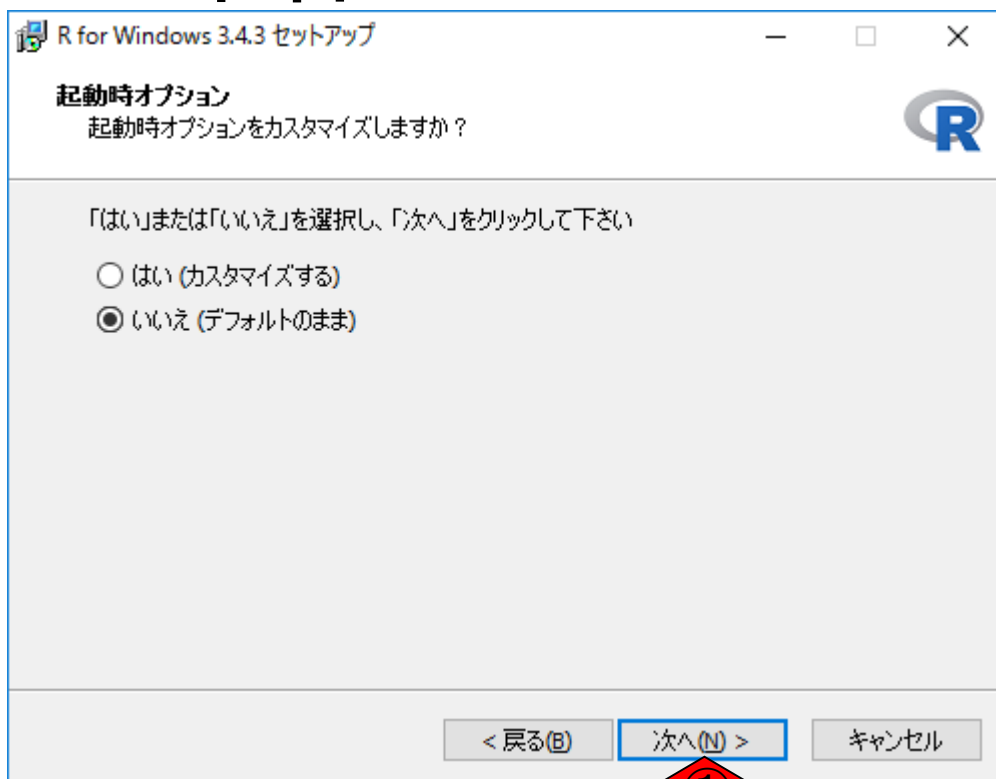 R for Windows 3.4.3 セットアップ
起動時オプション
起動時オプションをカスタマイズしますか?
R
「はい」または「いいえ」を選択し、「次へ」をクリックして下さい
はい (カスタマイズする)
いいえ (デフォルトのまま)
< 戻る(B) 次へ(N) > キャンセル